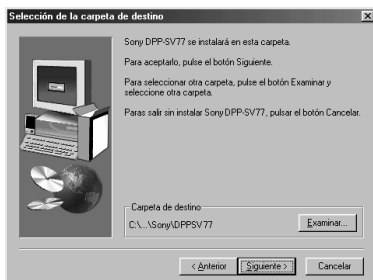 Selección de la carpeta de destino
Sony DPP-SV77 se instalará en esta carpeta.
Para aceptarlo, pulse el botón Siguiente.
Para seleccionar otra carpeta, pulse el botón Examinar y
seleccione otra carpeta.
Paras salir sin instalar Sony DPP-SV77, pulsar el botón Cancelar.
Carpeta de destino
C:\...\Sony\DPPSV77
Examinar...
< Anterior
Siguiente >
Cancelar